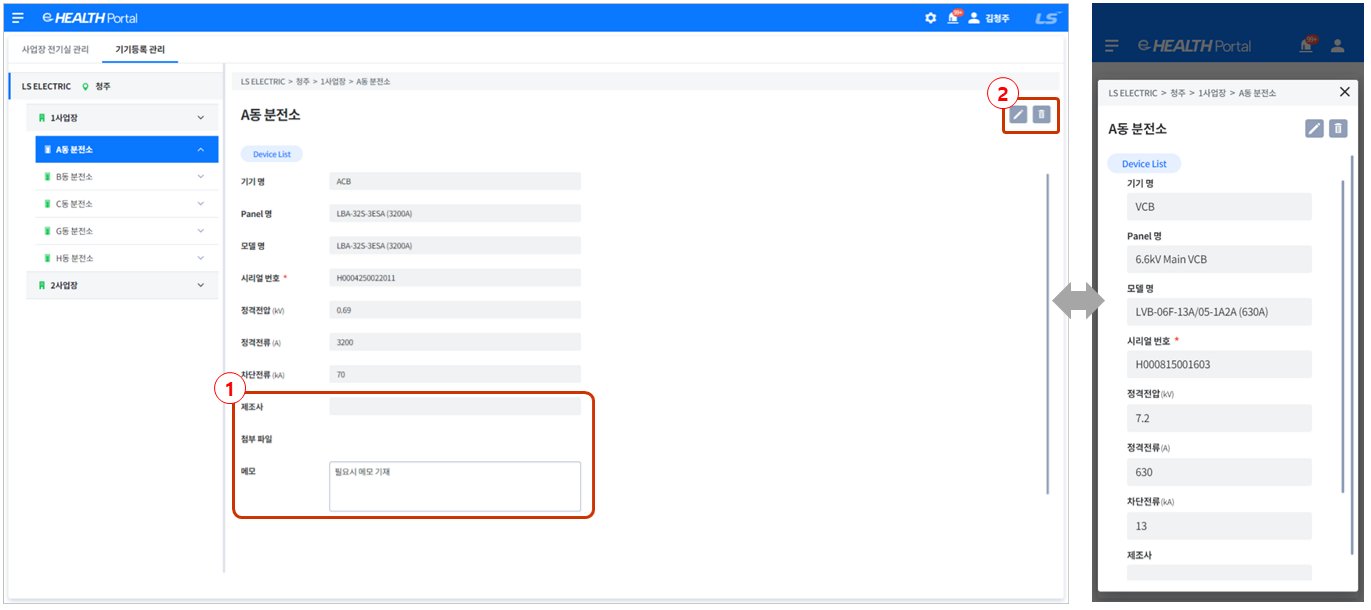 HEALTH Portal
99+
김청주
LS
사업장 전기실 관리
기기등록 관리
LS ELECTRIC
청주
1사업장
A동 분전소
B동 분전소
C동 분전소
G동 분전소
H동 분전소
2사업장
LS ELECTRIC > 청주 > 1사업장 > A동 분전소
A동 분전소
2
Device List
기기 명
ACB
Panel 명
LBA-32S-3ESA (3200A)
모델 명
LBA-32S-3ESA (3200A)
시리얼 번호 *
H0004250022011
정격전압 (kV)
0.69
정격전류 (A)
3200
차단전류 (kA)
70
1
제조사
첨부 파일
메모
필요시 메모 기재
HEALTH Portal
99+
LS ELECTRIC > 청주 > 1사업장 > A동 분전소
A동 분전소
Device List
기기 명
VCB
Panel 명
6.6kV Main VCB
모델 명
LVB-06F-13A/05-1A2A (630A)
시리얼 번호 *
H000815001603
정격전압 (kV)
7.2
정격전류 (A)
630
차단전류 (kA)
13
제조사